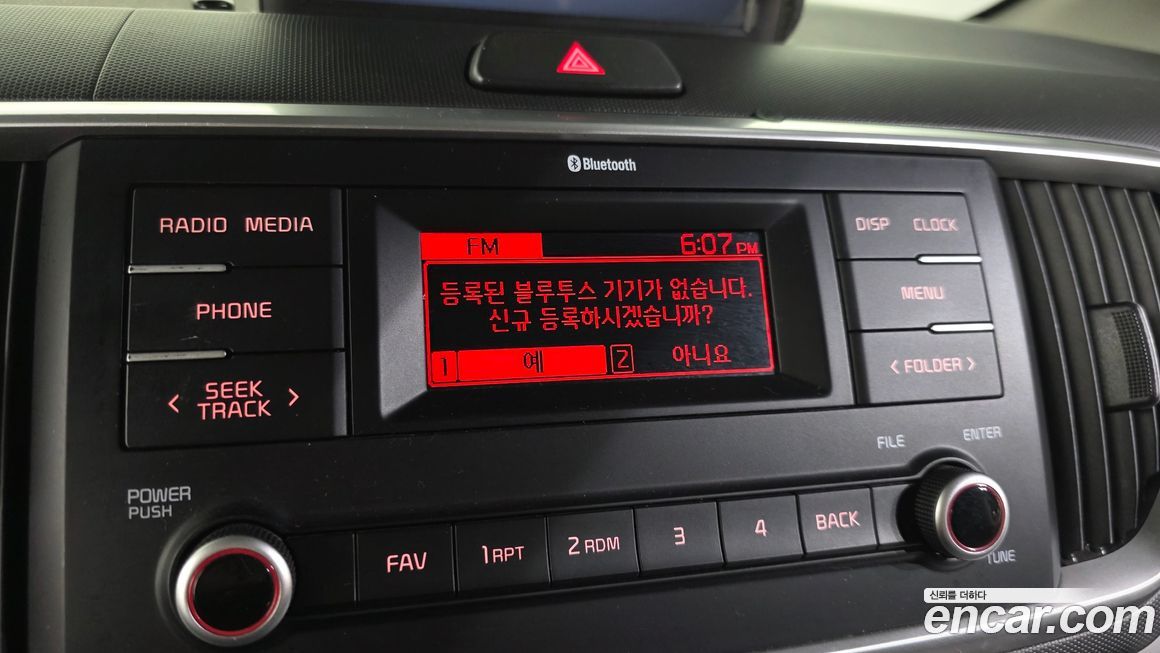 Bluetooth
RADIO MEDIA
PHONE
< SEEK TRACK >
FM 6:07 PM
등록된 블루투스 기기가 없습니다.
신규 등록하시겠습니까?
1 예 2 아니요
DISP CLOCK
MENU
< FOLDER >
POWER
PUSH
FILE
ENTER
FAV 1 RPT 2 RDM 3 4 BACK
TUNE
신뢰를 더하다
encar.com